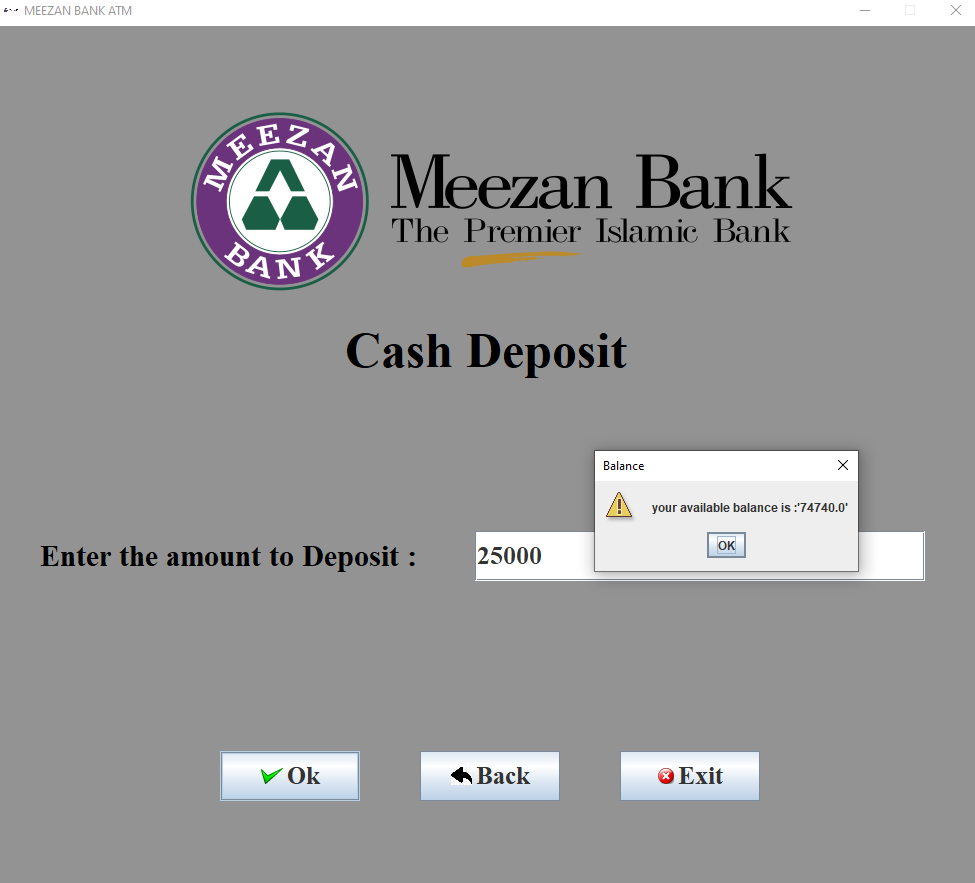 MEEZAN BANK ATM
MEEZAN
BANK
Meezan Bank
The Premier Islamic Bank
Cash Deposit
Balance
your available balance is :'74740.0'
OK
Enter the amount to Deposit :
25000
Ok
Back
Exit